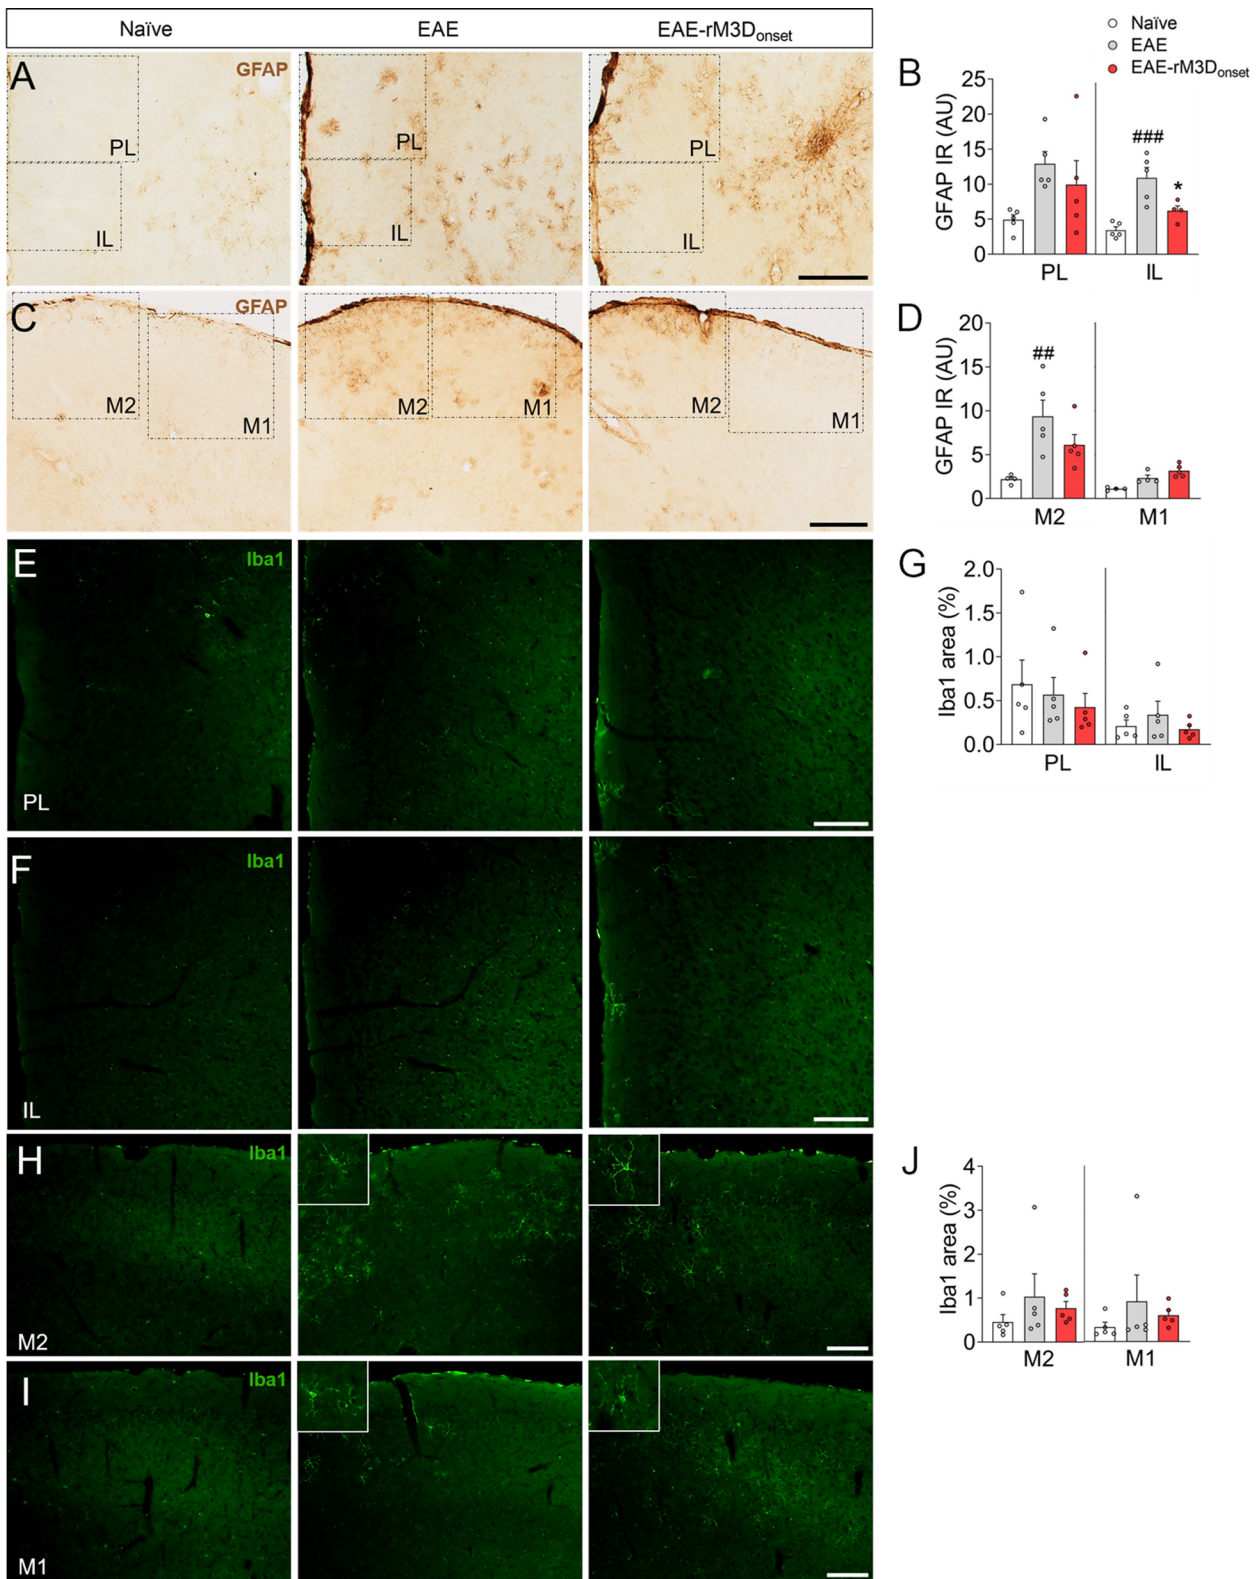 Naïve EAE EAE-rM3Donset
Naïve
EAE
EAE-rM3Donset
A GFAP
PL PL PL
IL IL IL
B
GFAP IR (AU)
25
20
15
10
5
0
###
*
PL IL
C GFAP
M2 M1 M2 M1 M2 M1
D
GFAP IR (AU)
20
15
10
5
0
##
M2 M1
E Iba1
PL
G
Iba1 area (%)
2.0
1.5
1.0
0.5
0.0
PL IL
F Iba1
IL
H Iba1
M2
J
Iba1 area (%)
4
3
2
1
0
M2 M1
I Iba1
M1